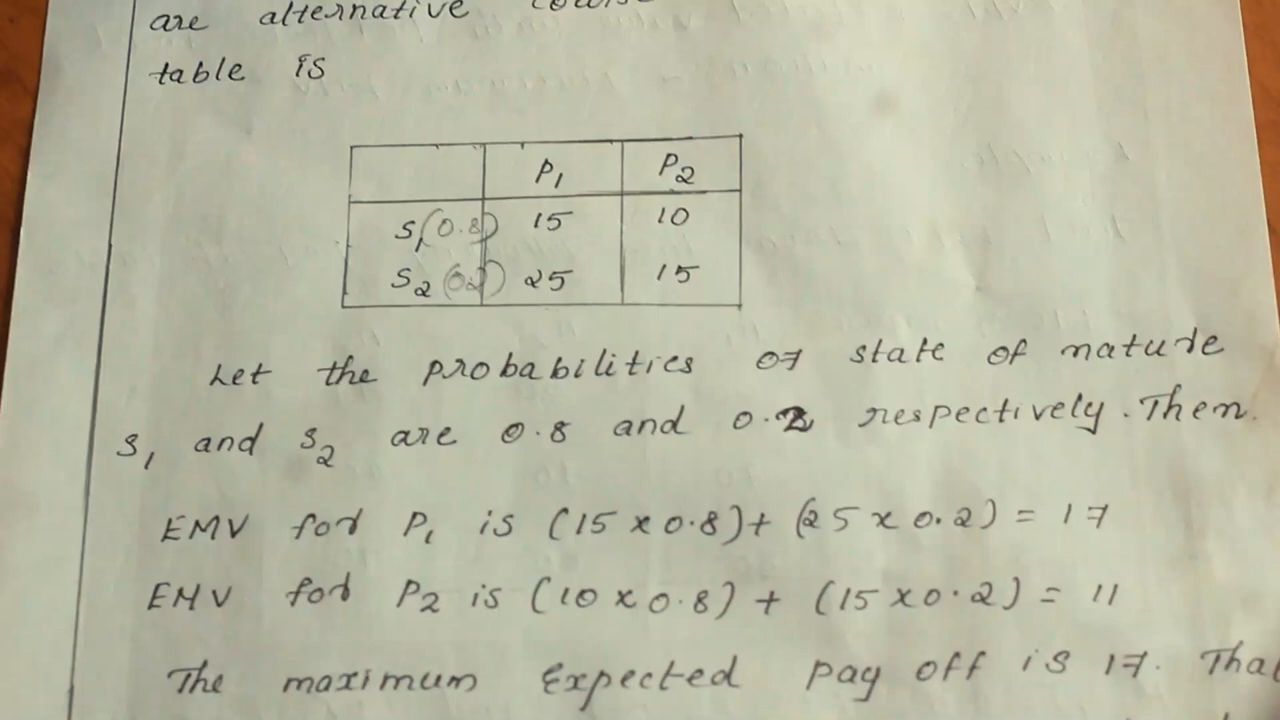 are alternative
table is
P1 P2
S1 (0.8) 15 10
S2 (0.2) 25 15
Let the probabilities of state of nature
S1 and S2 are 0.8 and 0.2 respectively. Then
EMV for P1 is (15 x 0.8) + (25 x 0.2) = 17
EMV for P2 is (10 x 0.8) + (15 x 0.2) = 11
The maximum Expected pay off is 17.